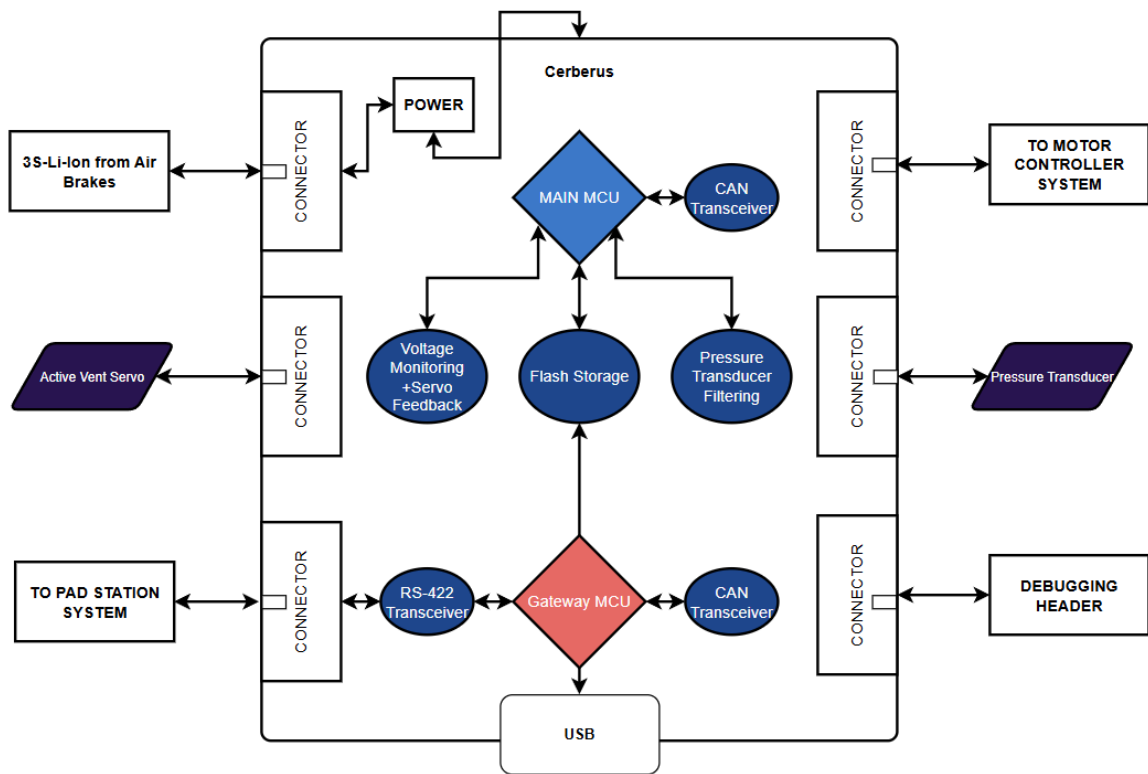 Cerberus
POWER
CONNECTOR
3S-Li-Ion from Air
Brakes
CONNECTOR
TO MOTOR
CONTROLLER
SYSTEM
MAIN MCU
CAN
Transceiver
CONNECTOR
Active Vent Servo
Voltage
Monitoring
+Servo
Feedback
Flash Storage
Pressure
Transducer
Filtering
CONNECTOR
Pressure Transducer
CONNECTOR
TO PAD STATION
SYSTEM
RS-422
Transceiver
Gateway MCU
CAN
Transceiver
CONNECTOR
DEBUGGING
HEADER
USB